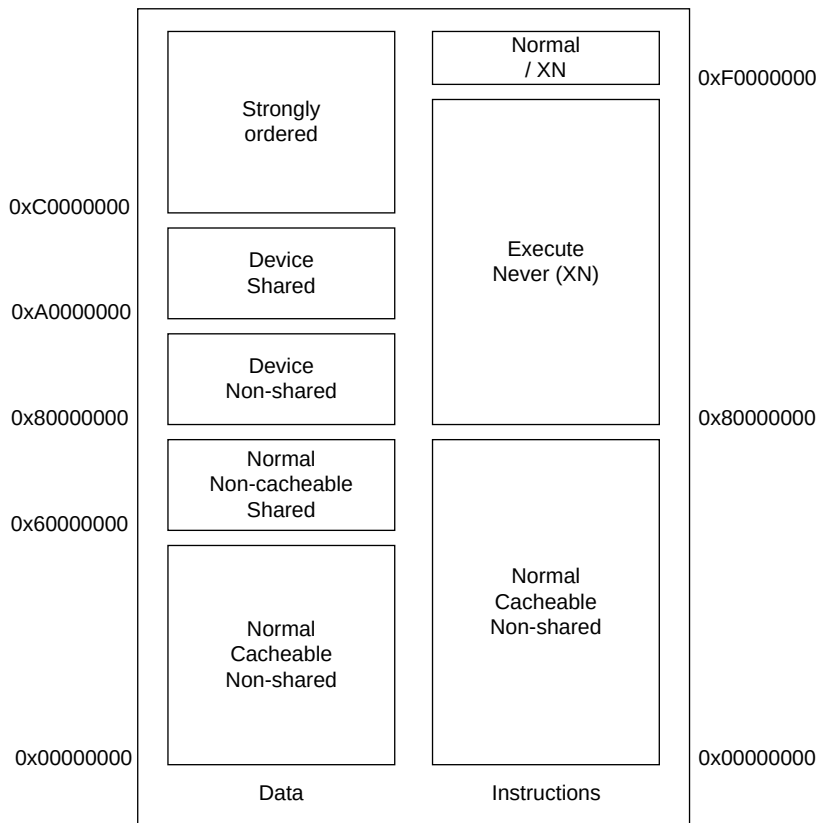 Strongly
ordered
0xC0000000
Device
Shared
0xA0000000
Device
Non-shared
0x80000000
Normal
Non-cacheable
Shared
0x60000000
Normal
Cacheable
Non-shared
0x00000000
Data
Normal
/ XN
0xF0000000
Execute
Never (XN)
0x80000000
Normal
Cacheable
Non-shared
0x00000000
Instructions